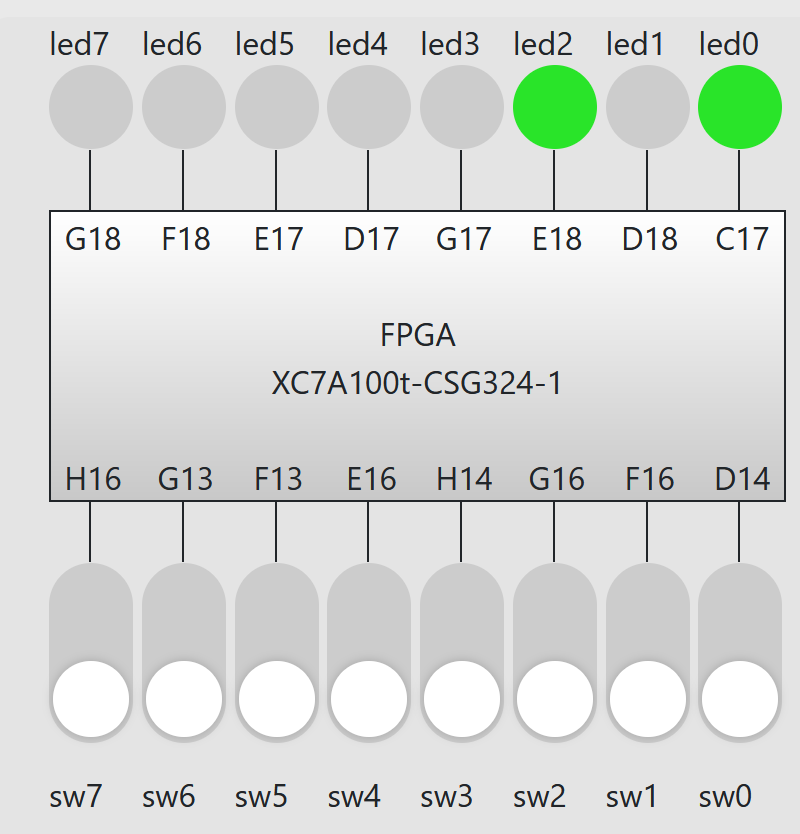 led7 led6 led5 led4 led3 led2 led1 led0
G18 F18 E17 D17 G17 E18 D18 C17
FPGA
XC7A100t-CSG324-1
H16 G13 F13 E16 H14 G16 F16 D14
sw7 sw6 sw5 sw4 sw3 sw2 sw1 sw0